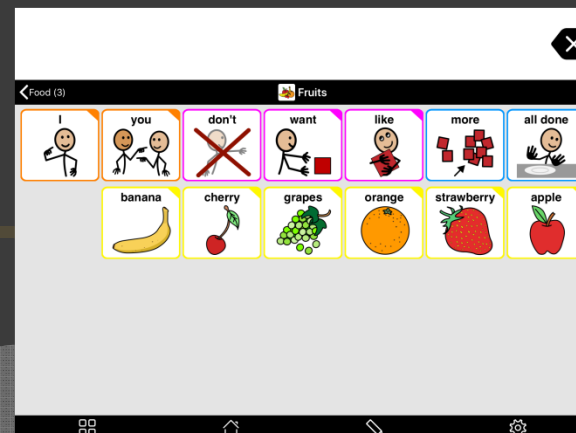 Food (3)
Fruits
I you don't want like more all done
banana cherry grapes orange strawberry apple